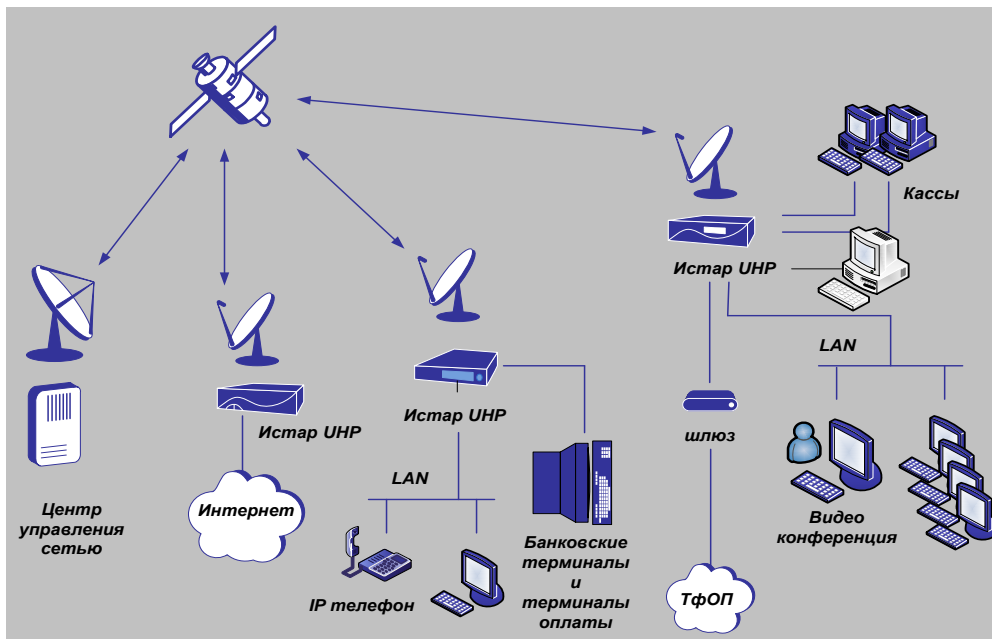 Кассы
Истар UHP
LAN
Истар UHP
Истар UHP
шлюз
LAN
Интернет
Центр
управления
сетью
Банковские
терминалы
и
терминалы
оплаты
Видео
конференция
IP телефон
ТфОП